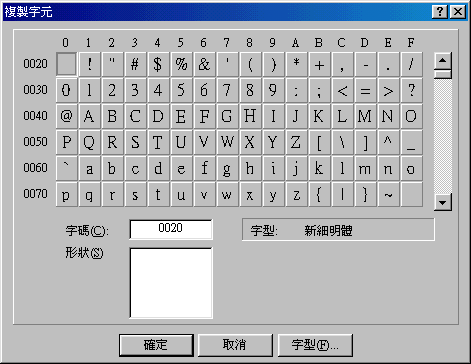 複製字元
0 1 2 3 4 5 6 7 8 9 A B C D E F
0020 ! " # $ % & ' ( ) * + , - . /
0030 0 1 2 3 4 5 6 7 8 9 : ; < = > ?
0040 @ A B C D E F G H I J K L M N O
0050 P Q R S T U V W X Y Z [ \ ] ^ _
0060 ` a b c d e f g h i j k l m n o
0070 p q r s t u v w x y z { | } ~
字碼(C): 0020 字型: 新細明體
形狀(S)
確定 取消 字型(F)...